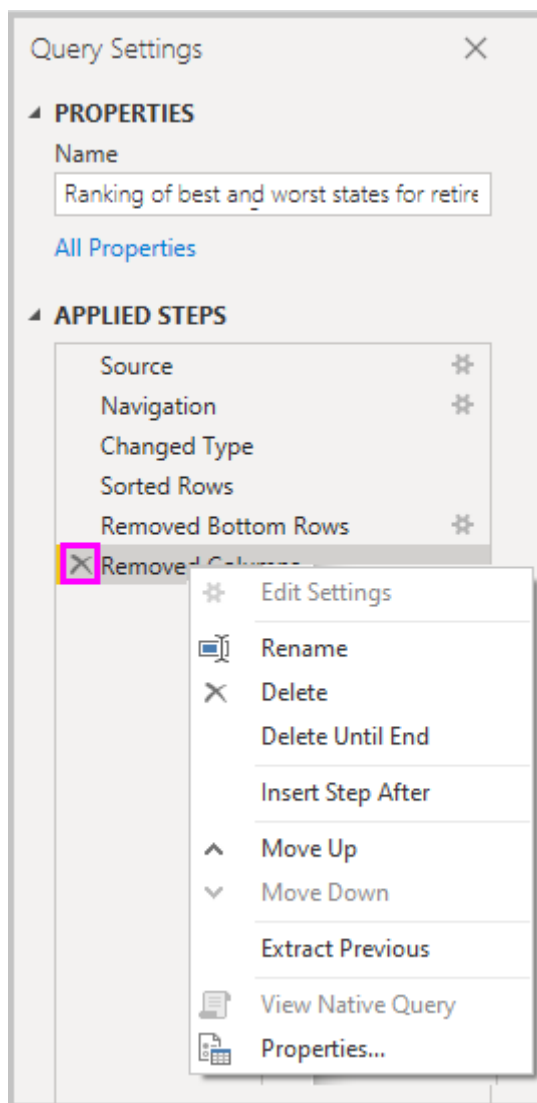 Query Settings
PROPERTIES
Name
Ranking of best and worst states for retire
All Properties
APPLIED STEPS
Source
Navigation
Changed Type
Sorted Rows
Removed Bottom Rows
Removed Columns
Edit Settings
Rename
Delete
Delete Until End
Insert Step After
Move Up
Move Down
Extract Previous
View Native Query
Properties...